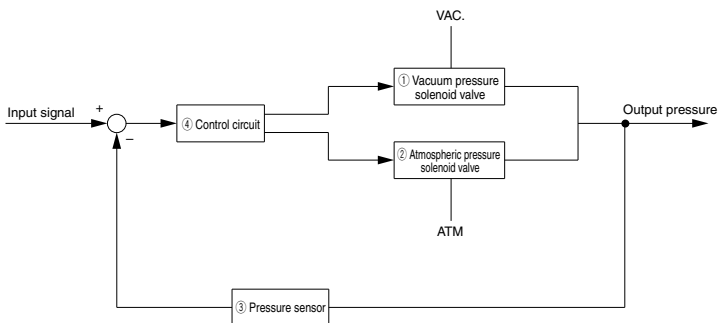 VAC.
① Vacuum pressure
solenoid valve
Input signal
+
−
④ Control circuit
Output pressure
② Atmospheric pressure
solenoid valve
ATM
③ Pressure sensor